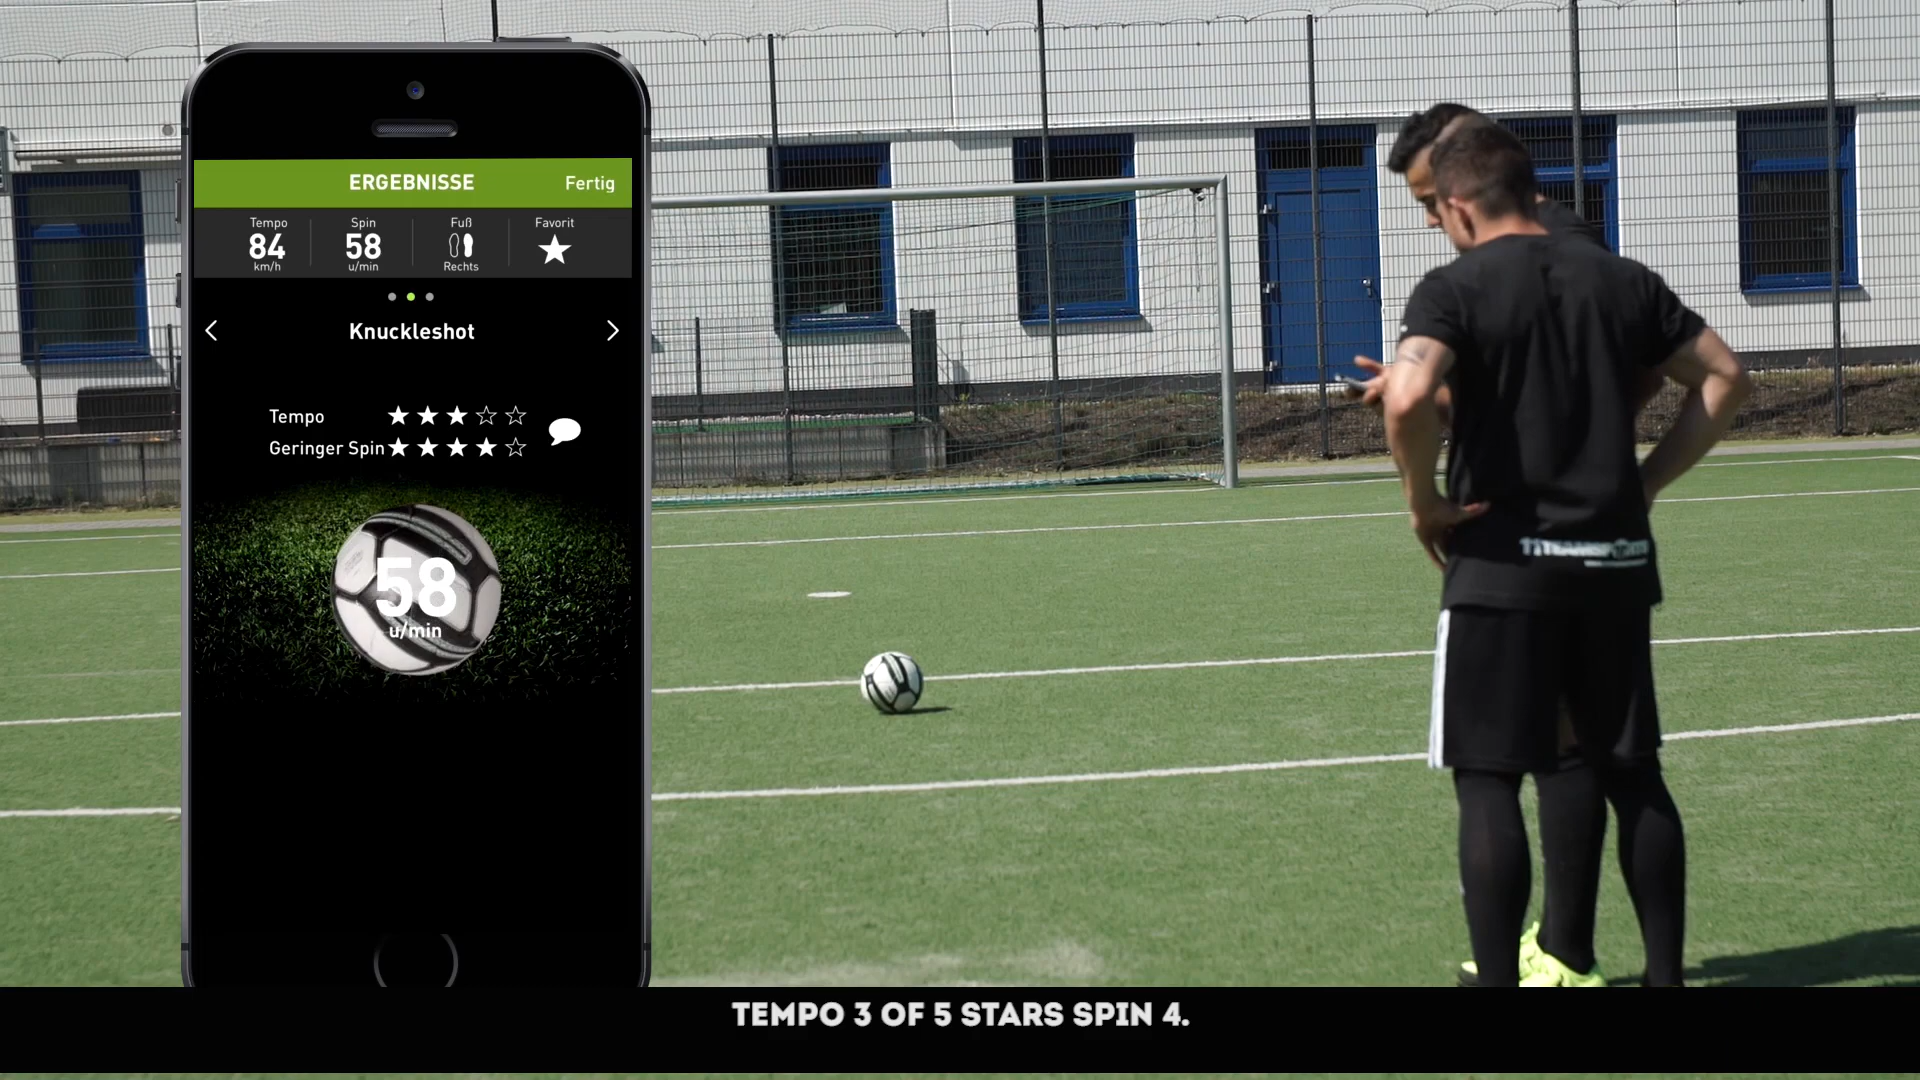 ERGEBNISSE
Fertig
Tempo
84
km/h
Spin
58
u/min
Fuß
Rechts
Favorit
Knuckleshot
Tempo
Geringer Spin
58
u/min
11TEAMSPORTS
TEMPO 3 OF 5 STARS SPIN 4.